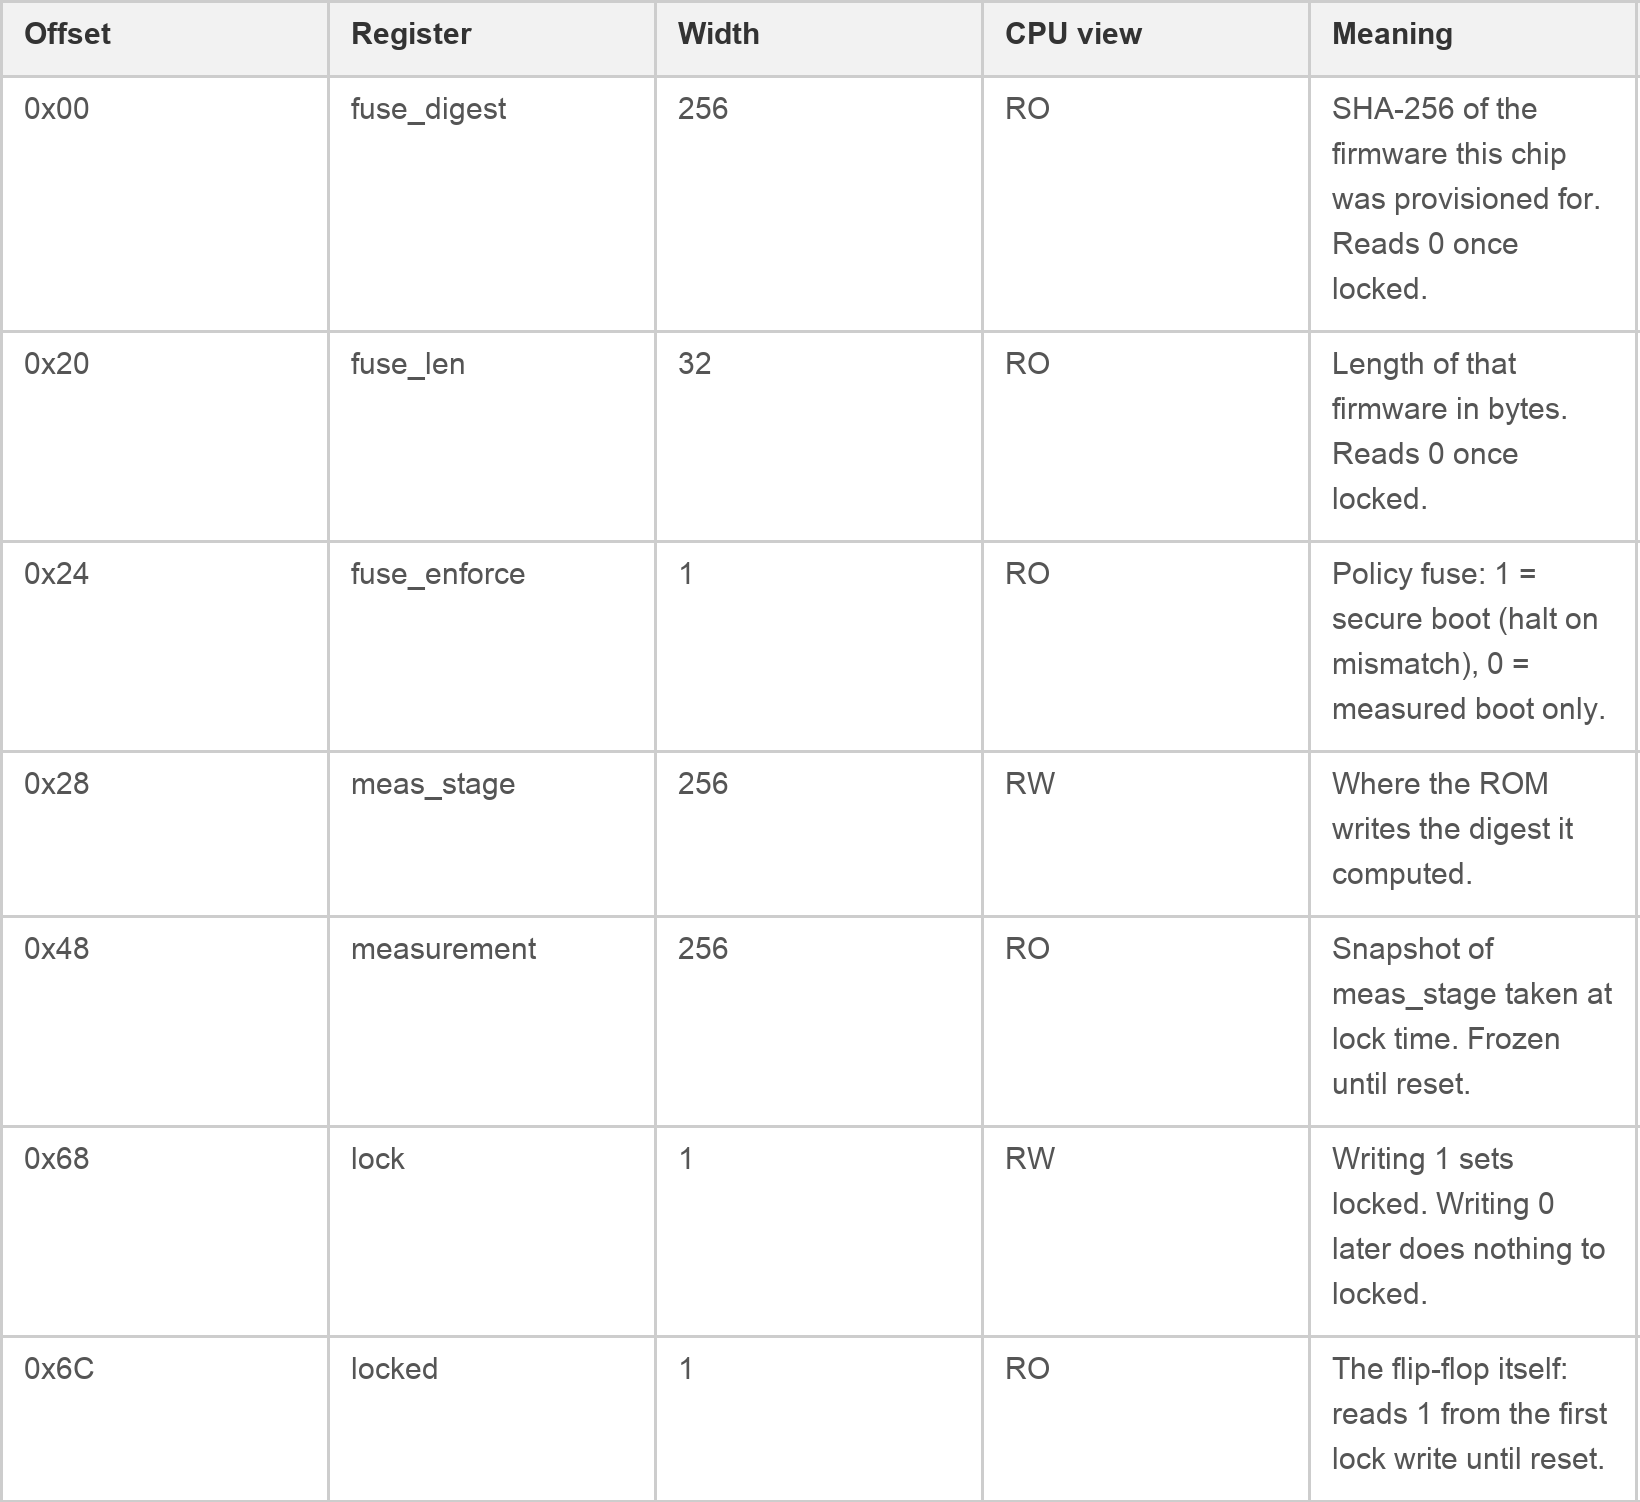 Offset Register Width CPU view Meaning
0x00 fuse_digest 256 RO SHA-256 of the
firmware this chip
was provisioned for.
Reads 0 once
locked.
0x20 fuse_len 32 RO Length of that
firmware in bytes.
Reads 0 once
locked.
0x24 fuse_enforce 1 RO Policy fuse: 1 =
secure boot (halt on
mismatch), 0 =
measured boot only.
0x28 meas_stage 256 RW Where the ROM
writes the digest it
computed.
0x48 measurement 256 RO Snapshot of
meas_stage taken at
lock time. Frozen
until reset.
0x68 lock 1 RW Writing 1 sets
locked. Writing 0
later does nothing to
locked.
0x6C locked 1 RO The flip-flop itself:
reads 1 from the first
lock write until reset.